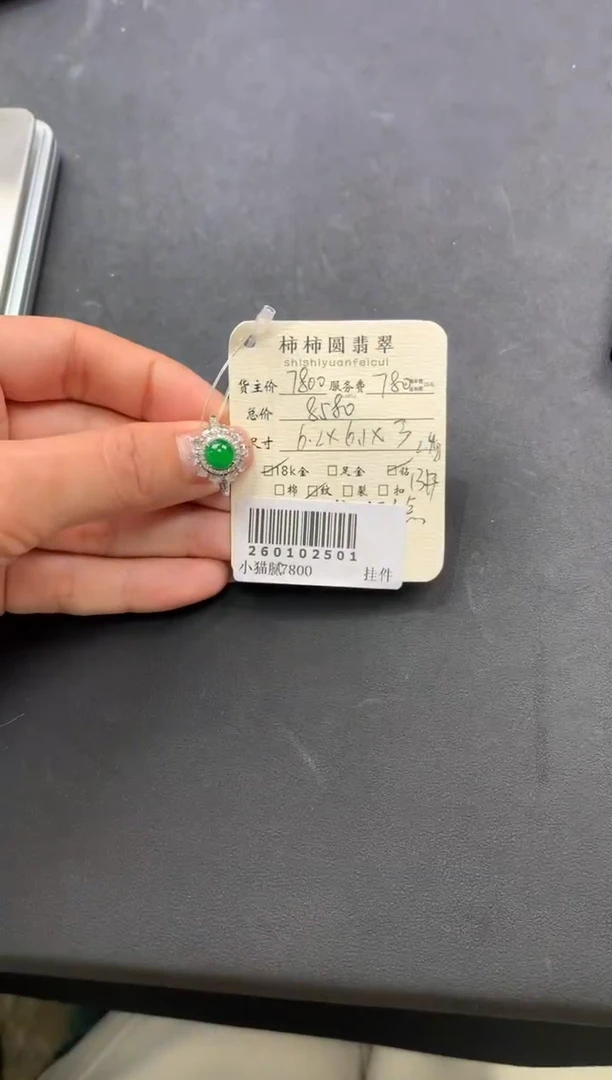 柿柿圆翡翠
shishiyuanfeicui
货主价 7800 服务费 780
总价 8580
尺寸 6.2×6.1×3
18k金 足金 钻
棉 纹 裂 扣
260102501
小猫腻7800 挂件